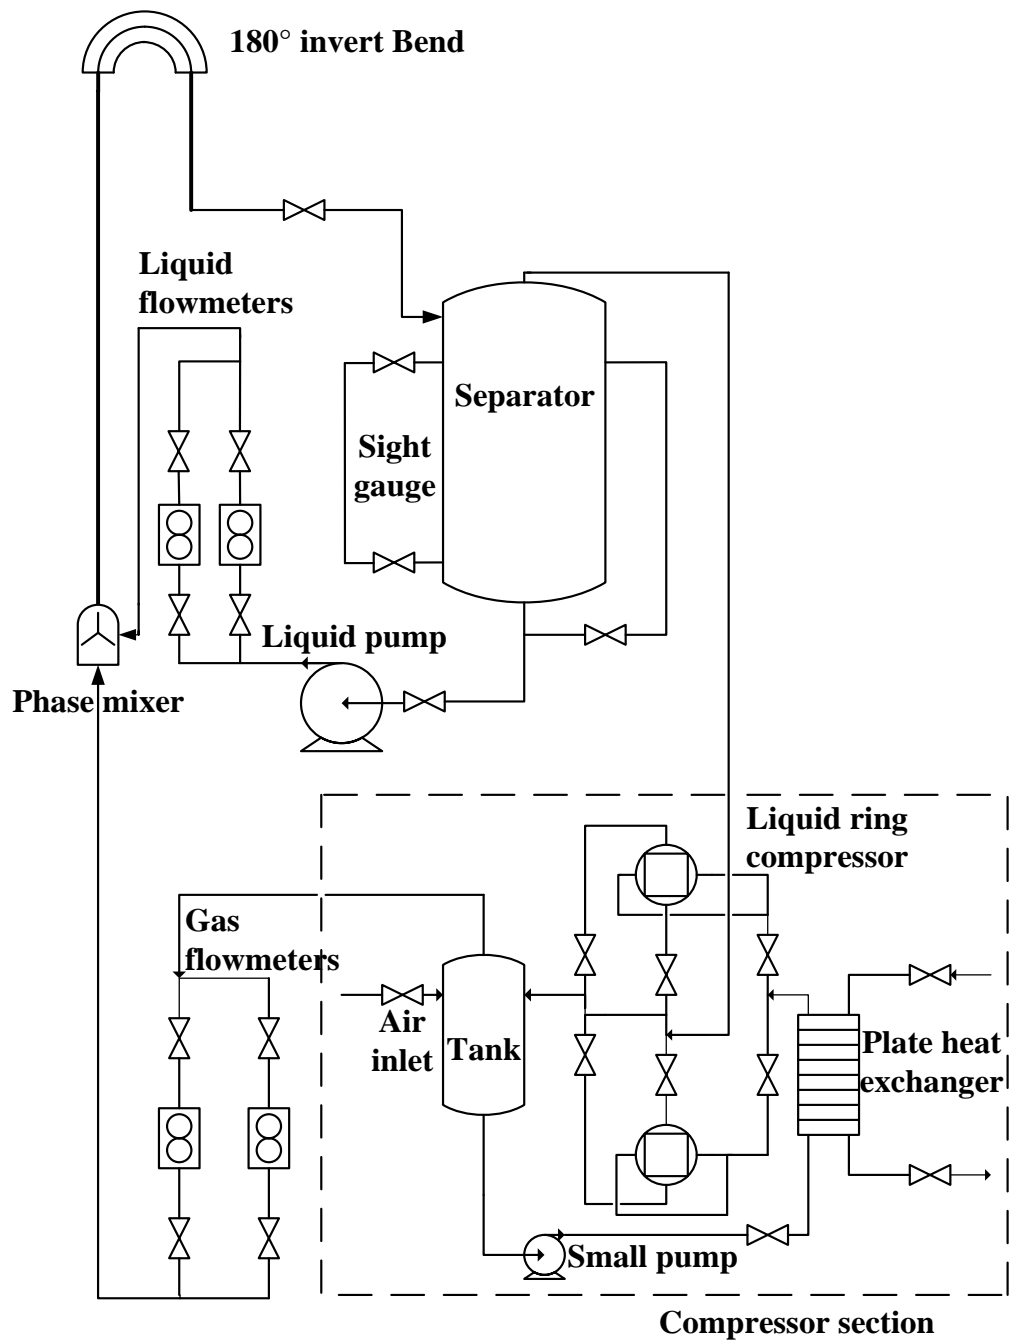 180° invert Bend
Liquid
flowmeters
Separator
Sight
gauge
Liquid pump
Phase mixer
Liquid ring
compressor
Gas
flowmeters
Air
inlet
Tank
Plate heat
exchanger
Small pump
Compressor section